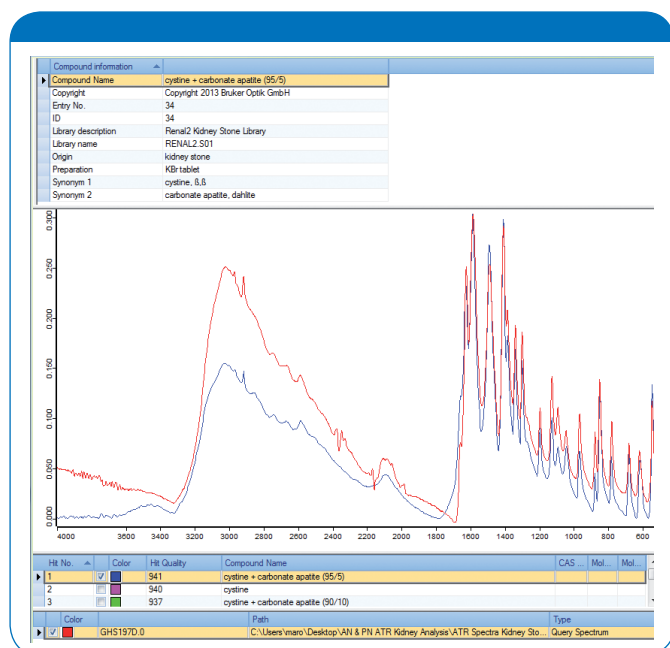 Compound information
Compound Name cystine + carbonate apatite (95/5)
Copyright Copyright 2013 Bruker Optik GmbH
Entry No. 34
ID 34
Library description Renal2 Kidney Stone Library
Library name RENAL2.S01
Origin kidney stone
Preparation KBr tablet
Synonym 1 cystine, ß,ß
Synonym 2 carbonate apatite, dahlite
0.300
0.250
0.200
0.150
0.100
0.050
0.000
4000 3500 3000 2800 2600 2400 2200 2000 1800 1600 1400 1200 1000 800 600
Hit No. Color Hit Quality Compound Name CAS ... Mol... Mol...
1 941 cystine + carbonate apatite (95/5)
2 940 cystine
3 937 cystine + carbonate apatite (90/10)
Color Path Type
GHS197D.0 C:\Users\maro\Desktop\AN & PN ATR Kidney Analysis\ATR Spectra Kidney Sto... Query Spectrum